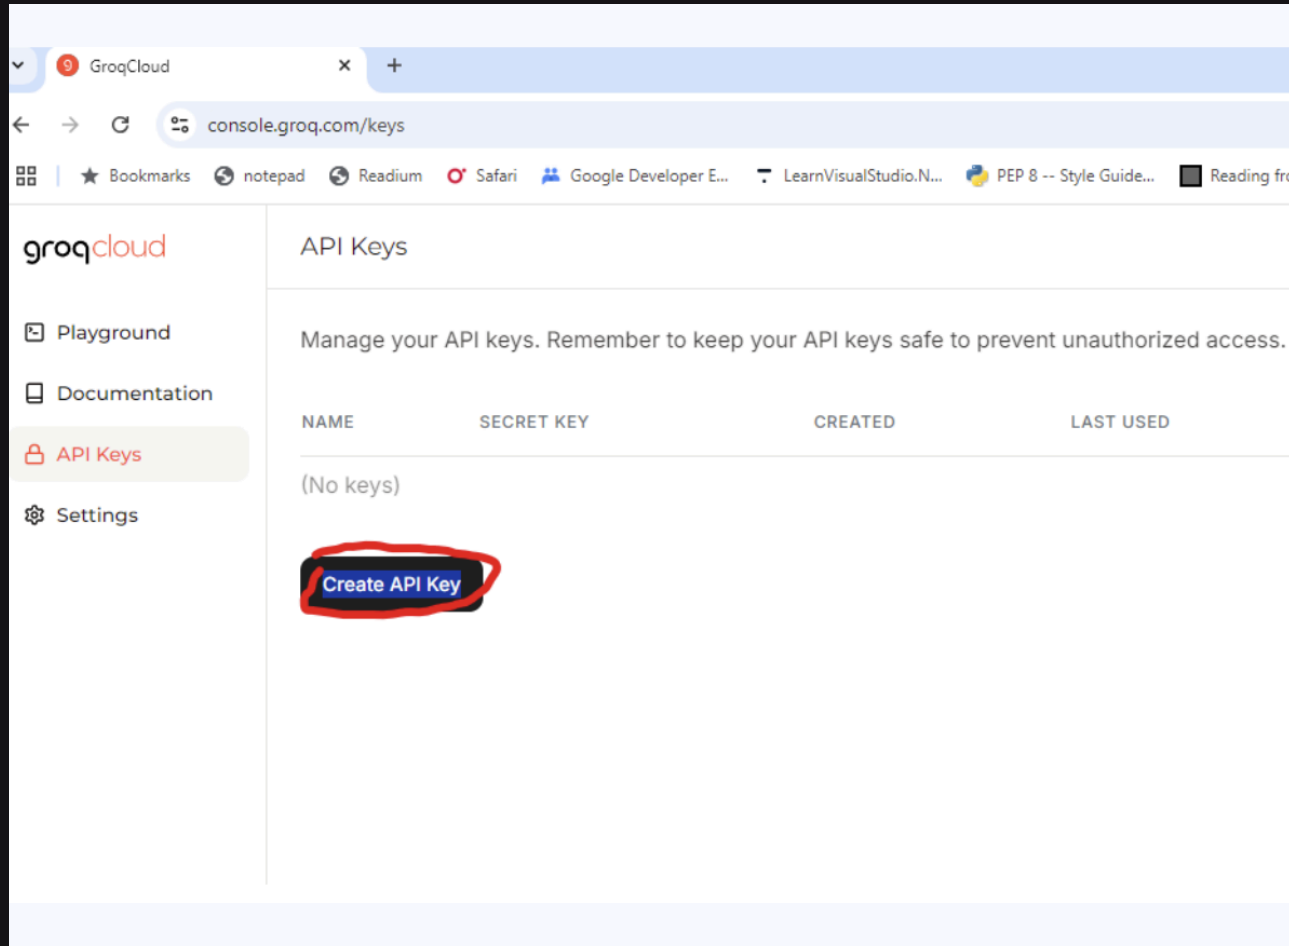 GroqCloud
console.groq.com/keys
Bookmarks notepad Readium Safari Google Developer E... LearnVisualStudio.N... PEP 8 -- Style Guide... Reading fr
groqcloud
API Keys
Playground
Manage your API keys. Remember to keep your API keys safe to prevent unauthorized access.
Documentation
NAME SECRET KEY CREATED LAST USED
API Keys
(No keys)
Settings
Create API Key